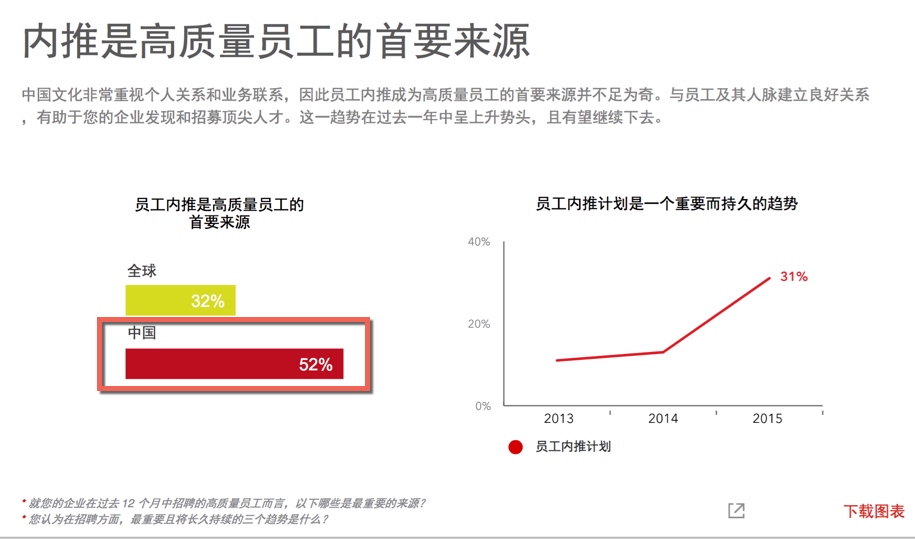 内推是高质量员工的首要来源
中国文化非常重视个人关系和业务联系，因此员工内推成为高质量员工的首要来源并不足为奇。与员工及其人脉建立良好关系
，有助于您的企业发现和招募顶尖人才。这一趋势在过去一年中呈上升势头，且有望继续下去。
员工内推是高质量员工的
首要来源
全球
32%
中国
52%
员工内推计划是一个重要而持久的趋势
40%
31%
20%
0%
2013 2014 2015
员工内推计划
* 就您的企业在过去 12 个月中招聘的高质量员工而言，以下哪些是最重要的来源？
* 您认为在招聘方面，最重要且将长久持续的三个趋势是什么？
下载图表